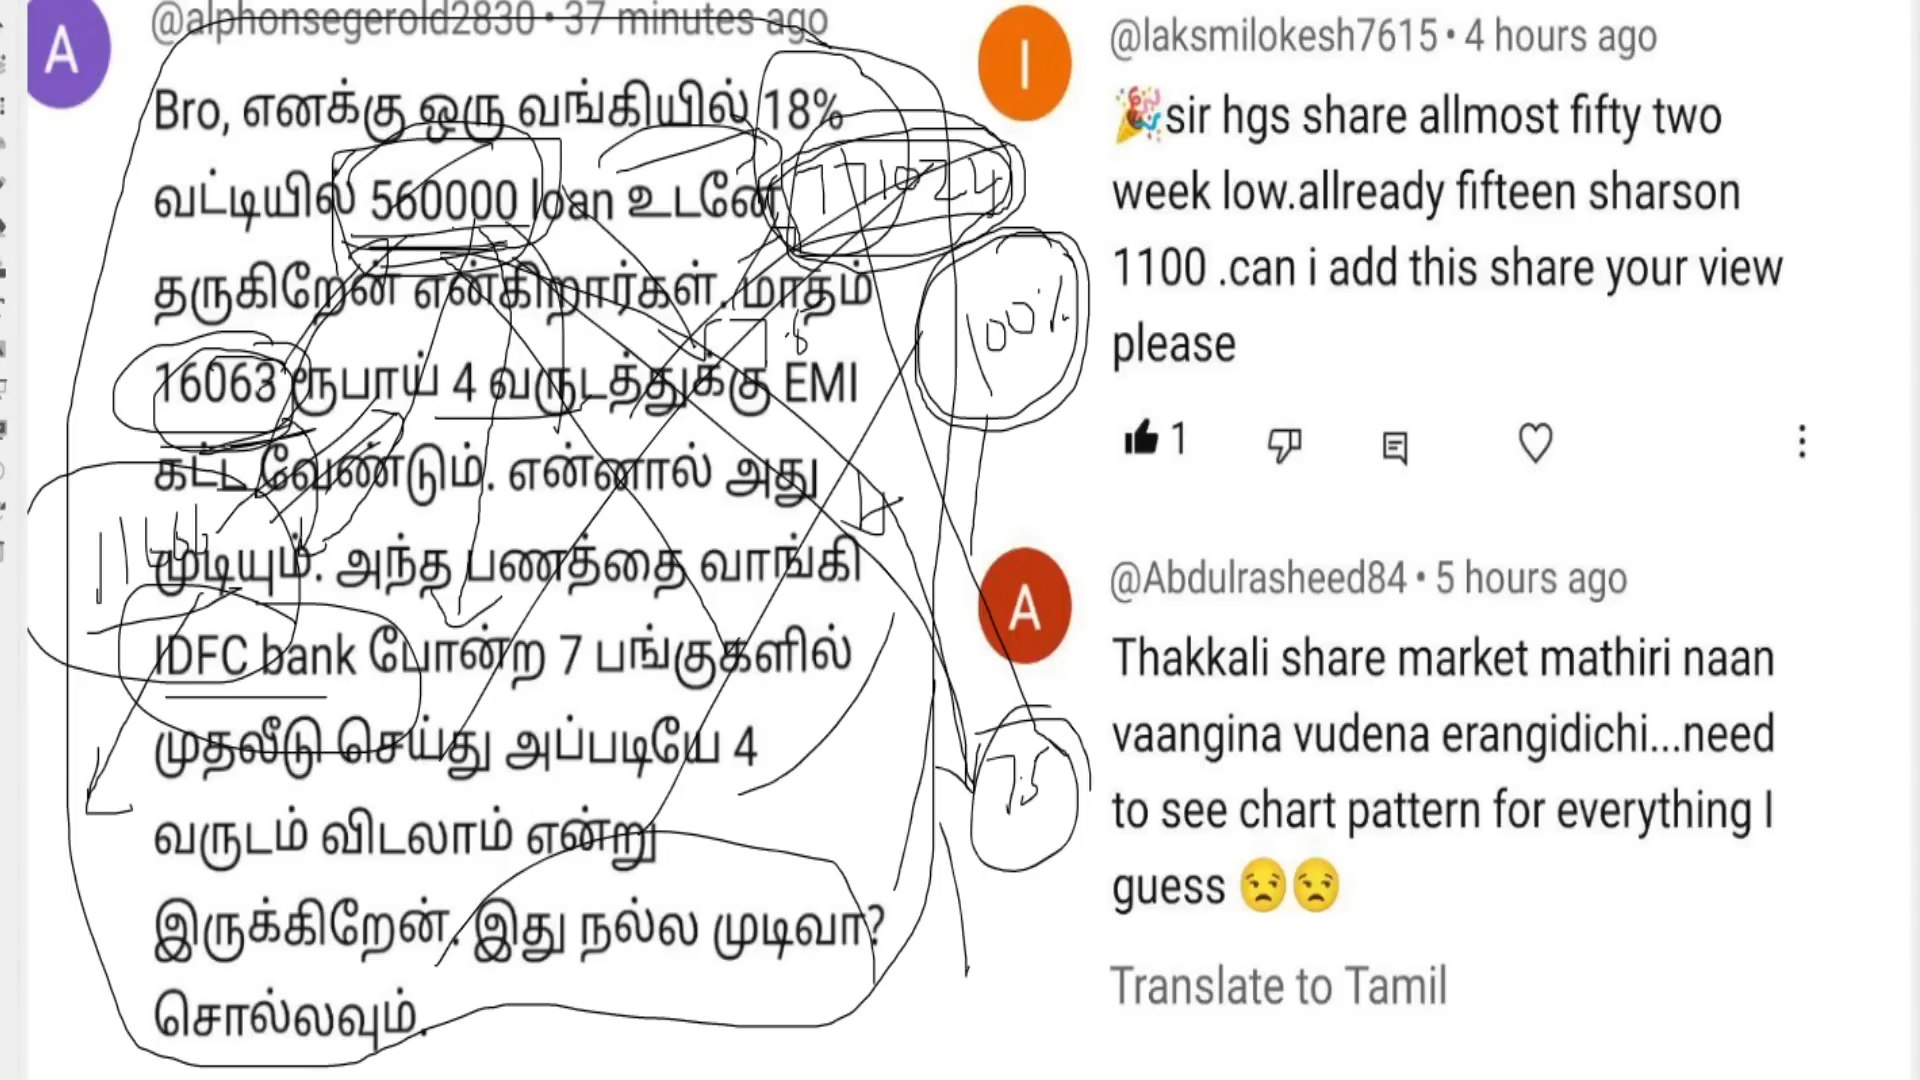 @alphonsegerold2830 • 37 minutes ago
Bro, எனக்கு ஒரு வங்கியில் 18%
வட்டியில் 560000 loan உடனே
தருகிறேன் என்கிறார்கள். மாதம்
16063 ரூபாய் 4 வருடத்துக்கு EMI
கட்ட வேண்டும். என்னால் அது
முடியும். அந்த பணத்தை வாங்கி
IDFC bank போன்ற 7 பங்குகளில்
முதலீடு செய்து அப்படியே 4
வருடம் விடலாம் என்று
இருக்கிறேன். இது நல்ல முடிவா?
சொல்லவும்.
A
100%
75
I
@laksmilokesh7615 • 4 hours ago
🎉sir hgs share allmost fifty two
week low.allready fifteen sharson
1100 .can i add this share your view
please
1
A
@Abdulrasheed84 • 5 hours ago
Thakkali share market mathiri naan
vaangina vudena erangidichi...need
to see chart pattern for everything I
guess 😒😒
Translate to Tamil